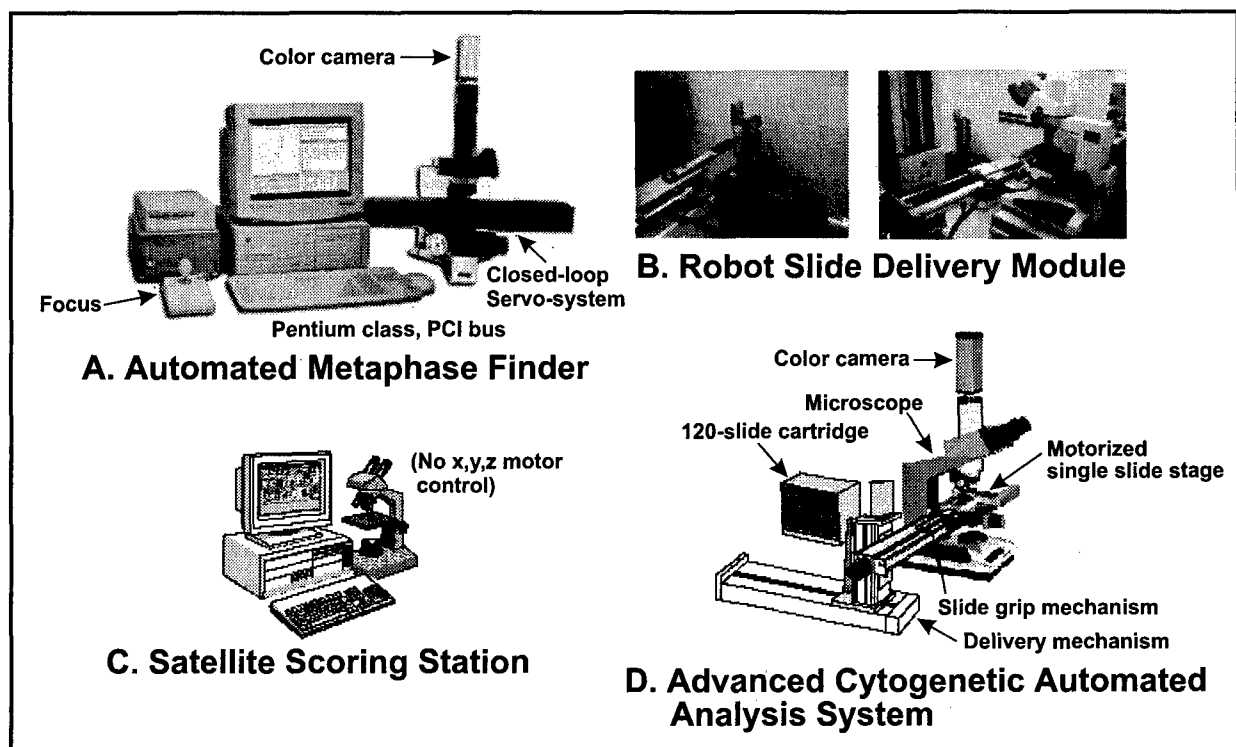 Color camera
Focus
Closed-loop
Servo-system
Pentium class, PCI bus
A. Automated Metaphase Finder
B. Robot Slide Delivery Module
(No x,y,z motor
control)
C. Satellite Scoring Station
Color camera
Microscope
120-slide cartridge
Motorized
single slide stage
Slide grip mechanism
Delivery mechanism
D. Advanced Cytogenetic Automated
Analysis System